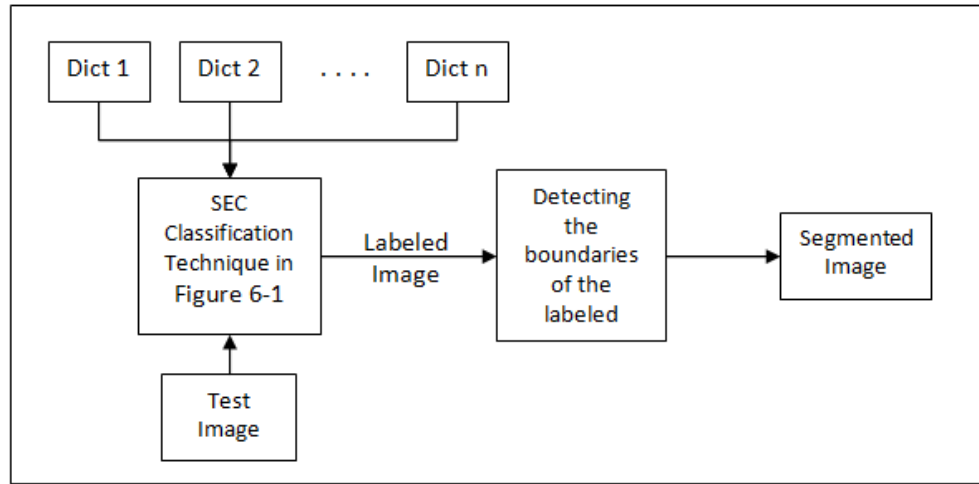 Dict 1
Dict 2
. . . .
Dict n
SEC
Classification
Technique in
Figure 6-1
Labeled
Image
Detecting
the
boundaries
of the
labeled
Segmented
Image
Test
Image